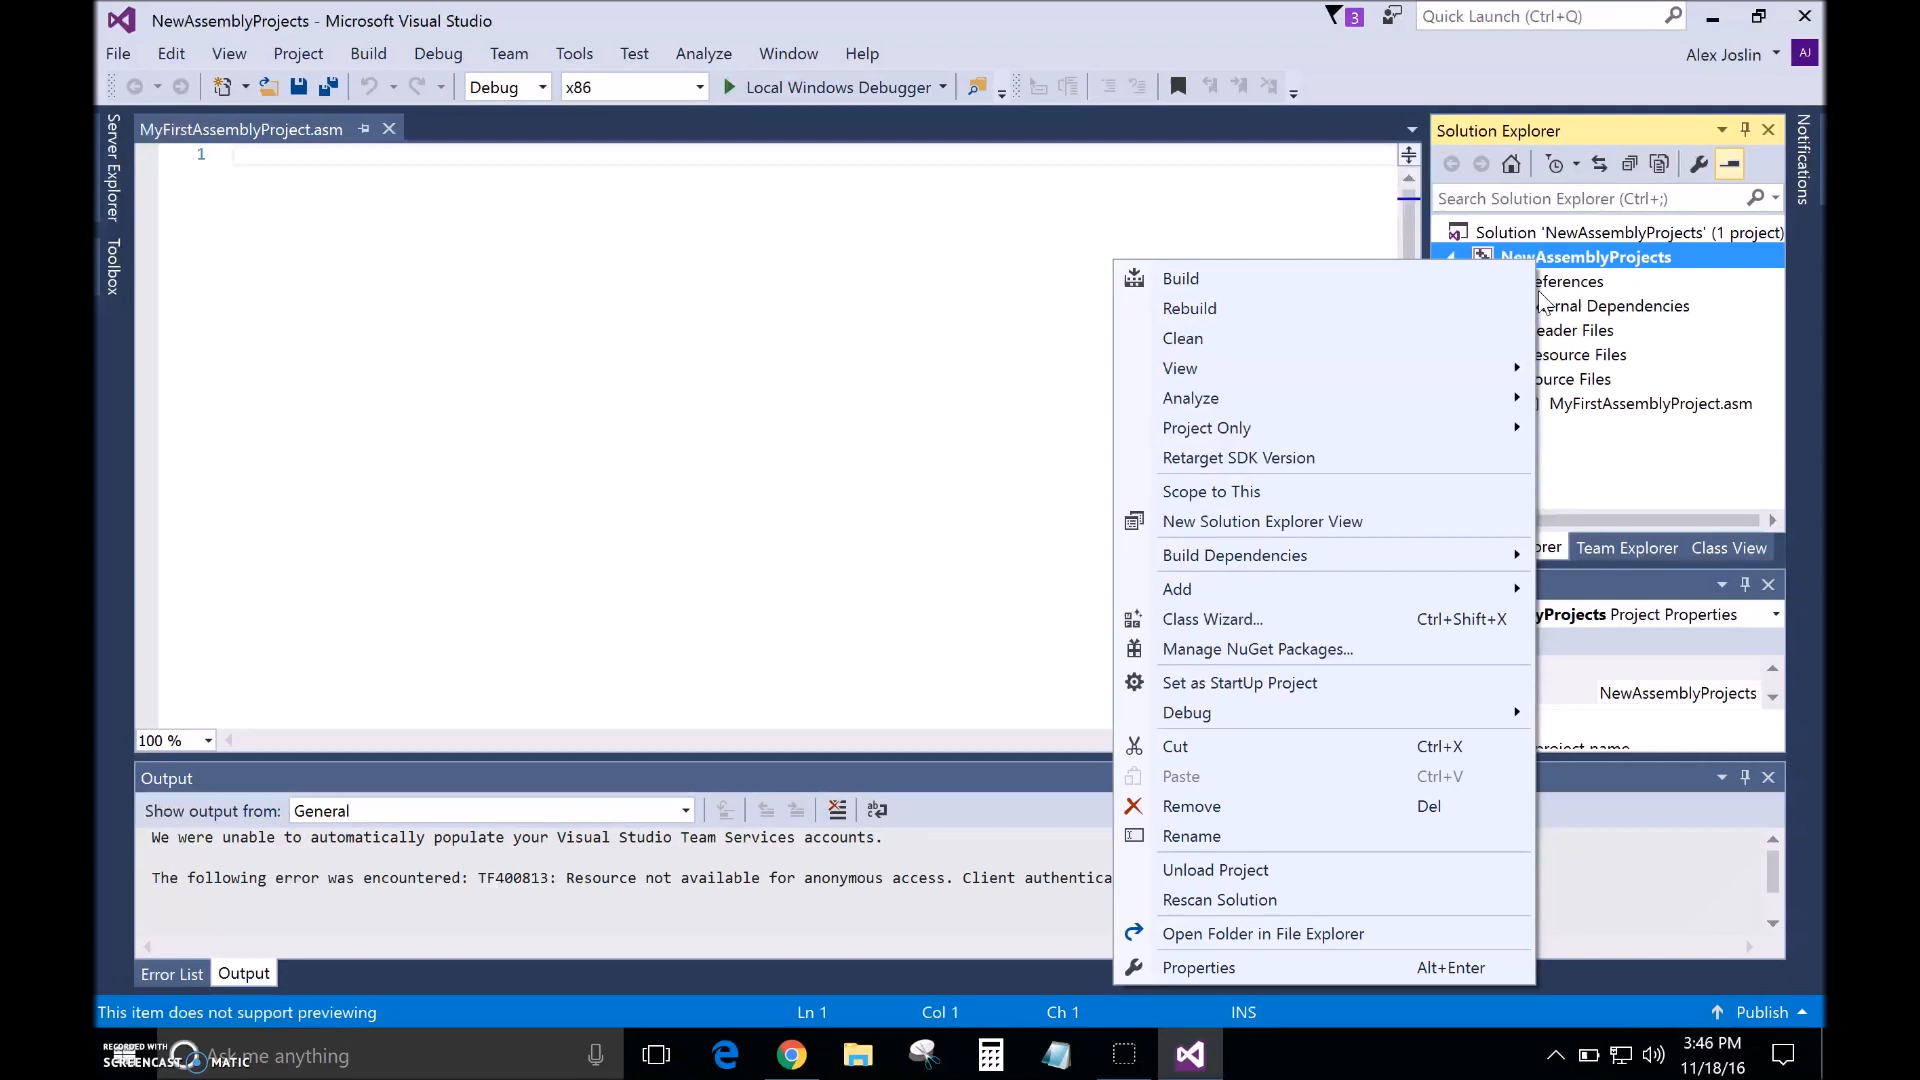 NewAssemblyProjects - Microsoft Visual Studio
3
Quick Launch (Ctrl+Q)
File Edit View Project Build Debug Team Tools Test Analyze Window Help
Alex Joslin
AJ
Debug
x86
Local Windows Debugger
Server Explorer
Toolbox
MyFirstAssemblyProject.asm
1
Solution Explorer
Notifications
Search Solution Explorer (Ctrl+;)
Solution 'NewAssemblyProjects' (1 project)
NewAssemblyProjects
eferences
ernal Dependencies
eader Files
esource Files
ource Files
MyFirstAssemblyProject.asm
Build
Rebuild
Clean
View
Analyze
Project Only
Retarget SDK Version
Scope to This
New Solution Explorer View
Build Dependencies
Add
Class Wizard... Ctrl+Shift+X
Manage NuGet Packages...
Set as StartUp Project
Debug
Cut Ctrl+X
Paste Ctrl+V
Remove Del
Rename
Unload Project
Rescan Solution
Open Folder in File Explorer
Properties Alt+Enter
orer Team Explorer Class View
yProjects Project Properties
NewAssemblyProjects
project name
100 %
Output
Show output from: General
We were unable to automatically populate your Visual Studio Team Services accounts.
The following error was encountered: TF400813: Resource not available for anonymous access. Client authentica
Error List Output
This item does not support previewing
Ln 1 Col 1 Ch 1 INS
Publish
RECORDED WITH
SCREENCAST MATIC
Ask me anything
3:46 PM
11/18/16